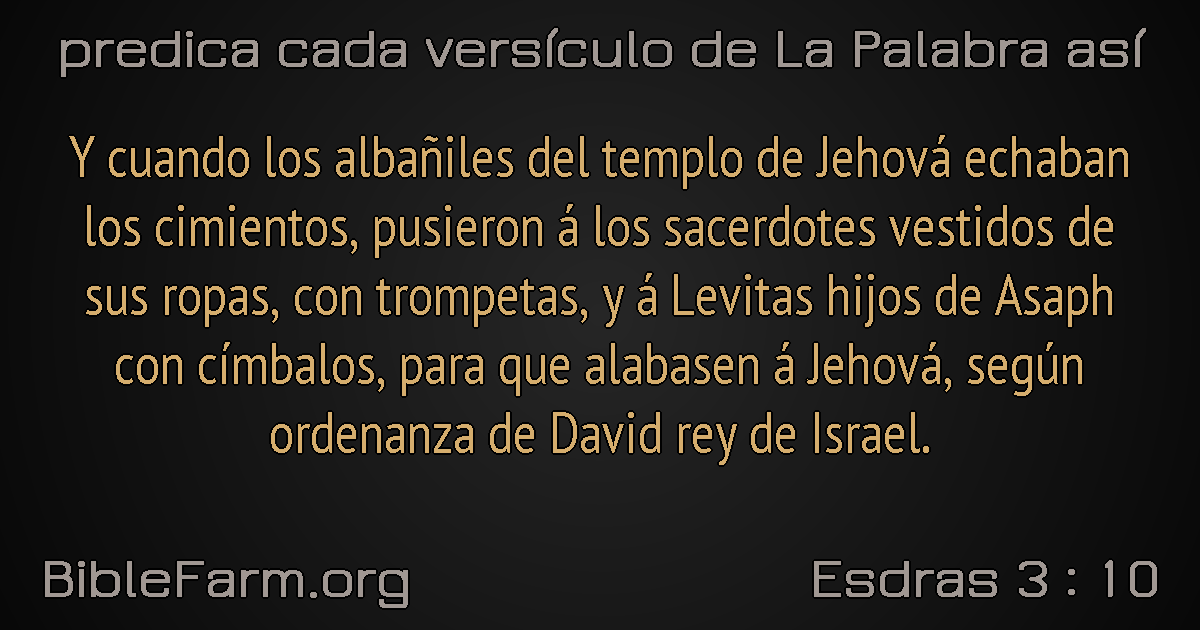 predica cada versículo de La Palabra así
Y cuando los albañiles del templo de Jehová echaban
los cimientos, pusieron á los sacerdotes vestidos de
sus ropas, con trompetas, y á Levitas hijos de Asaph
con címbalos, para que alabasen á Jehová, según
ordenanza de David rey de Israel.
BibleFarm.org
Esdras 3 : 10